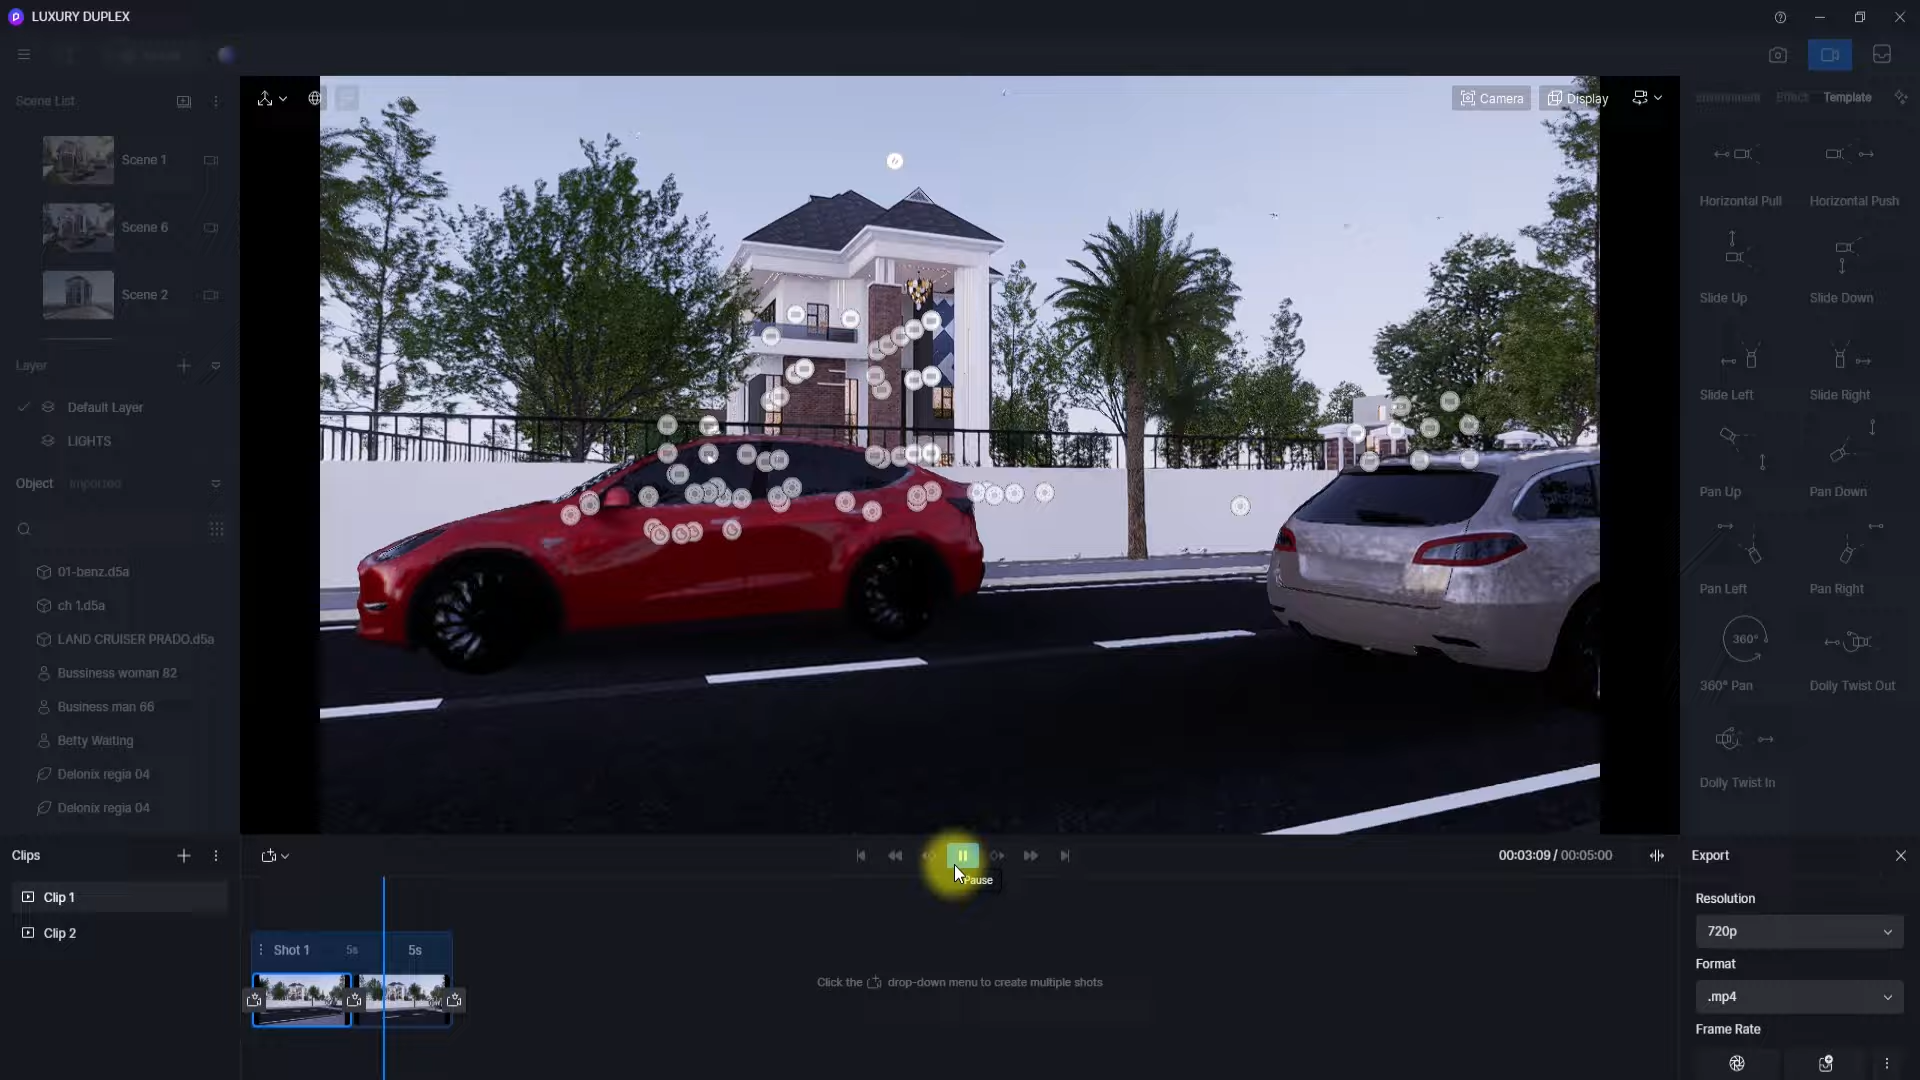 LUXURY DUPLEX
Scene List
Camera
Display
Environment
Effect
Template
Scene 1
Scene 6
Scene 2
Horizontal Pull
Horizontal Push
Slide Up
Slide Down
Layer
Default Layer
LIGHTS
Slide Left
Slide Right
Object
Imported
Pan Up
Pan Down
01-benz.d5a
ch 1.d5a
LAND CRUISER PRADO.d5a
Bussiness woman 82
Business man 66
Betty Waiting
Delonix regia 04
Delonix regia 04
Pan Left
Pan Right
360°
360° Pan
Dolly Twist Out
Dolly Twist In
Clips
00:03:09 / 00:05:00
Export
Pause
Clip 1
Clip 2
Resolution
720p
Format
.mp4
Frame Rate
Shot 1
5s
5s
Click the drop-down menu to create multiple shots